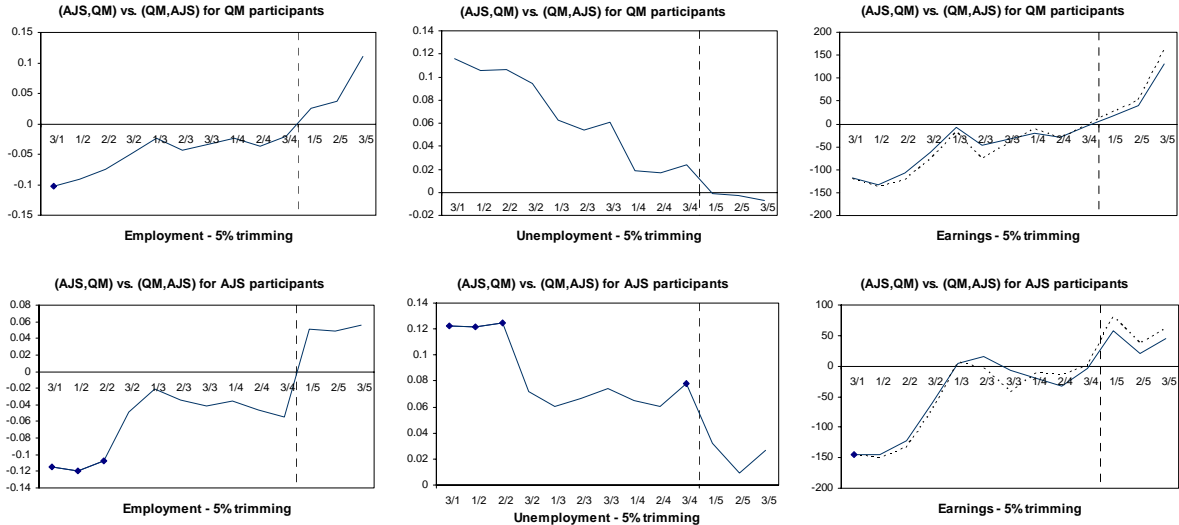 (AJS,QM) vs. (QM,AJS) for QM participants
0.15
0.1
0.05
0
-0.05
-0.1
-0.15
3/1 1/2 2/2 3/2 1/3 2/3 3/3 1/4 2/4 3/4 1/5 2/5 3/5
Employment - 5% trimming
(AJS,QM) vs. (QM,AJS) for QM participants
0.14
0.12
0.1
0.08
0.06
0.04
0.02
0
-0.02
3/1 1/2 2/2 3/2 1/3 2/3 3/3 1/4 2/4 3/4 1/5 2/5 3/5
Unemployment - 5% trimming
(AJS,QM) vs. (QM,AJS) for QM participants
200
150
100
50
0
-50
-100
-150
-200
3/1 1/2 2/2 3/2 1/3 2/3 3/3 1/4 2/4 3/4 1/5 2/5 3/5
Earnings - 5% trimming
(AJS,QM) vs. (QM,AJS) for AJS participants
0.08
0.06
0.04
0.02
0
-0.02
-0.04
-0.06
-0.08
-0.1
-0.12
-0.14
3/1 1/2 2/2 3/2 1/3 2/3 3/3 1/4 2/4 3/4 1/5 2/5 3/5
Employment - 5% trimming
(AJS,QM) vs. (QM,AJS) for AJS participants
0.14
0.12
0.1
0.08
0.06
0.04
0.02
0
3/1 1/2 2/2 3/2 1/3 2/3 3/3 1/4 2/4 3/4 1/5 2/5 3/5
Unemployment - 5% trimming
(AJS,QM) vs. (QM,AJS) for AJS participants
100
50
0
-50
-100
-150
-200
3/1 1/2 2/2 3/2 1/3 2/3 3/3 1/4 2/4 3/4 1/5 2/5 3/5
Earnings - 5% trimming